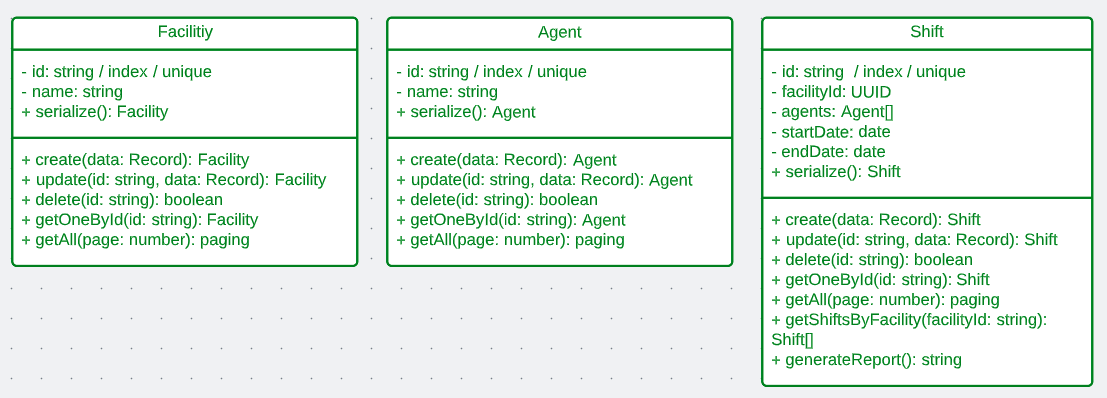 Facilitiy
- id: string / index / unique
- name: string
+ serialize(): Facility
+ create(data: Record): Facility
+ update(id: string, data: Record): Facility
+ delete(id: string): boolean
+ getOneById(id: string): Facility
+ getAll(page: number): paging
Agent
- id: string / index / unique
- name: string
+ serialize(): Agent
+ create(data: Record): Agent
+ update(id: string, data: Record): Agent
+ delete(id: string): boolean
+ getOneById(id: string): Agent
+ getAll(page: number): paging
Shift
- id: string  / index / unique
- facilityId: UUID
- agents: Agent[]
- startDate: date
- endDate: date
+ serialize(): Shift
+ create(data: Record): Shift
+ update(id: string, data: Record): Shift
+ delete(id: string): boolean
+ getOneById(id: string): Shift
+ getAll(page: number): paging
+ getShiftsByFacility(facilityId: string):
Shift[]
+ generateReport(): string